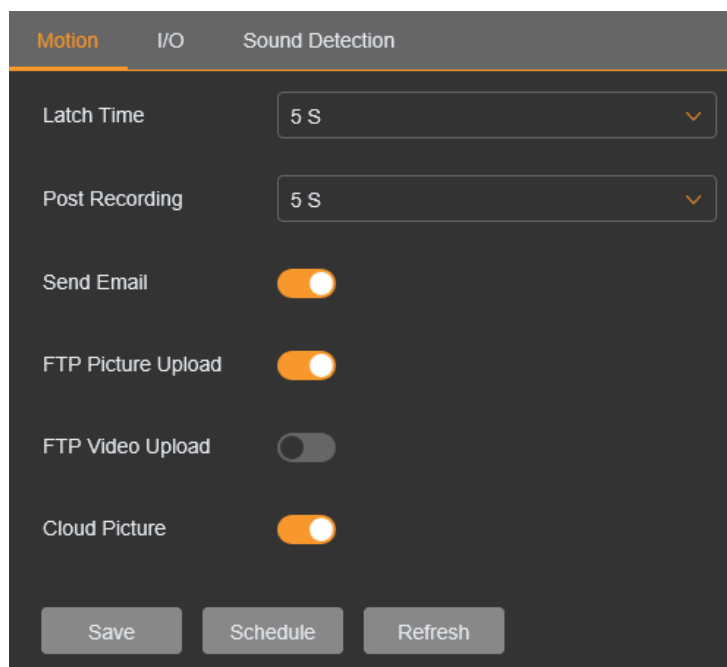 Motion I/O Sound Detection
Latch Time 5 S
Post Recording 5 S
Send Email
FTP Picture Upload
FTP Video Upload
Cloud Picture
Save Schedule Refresh